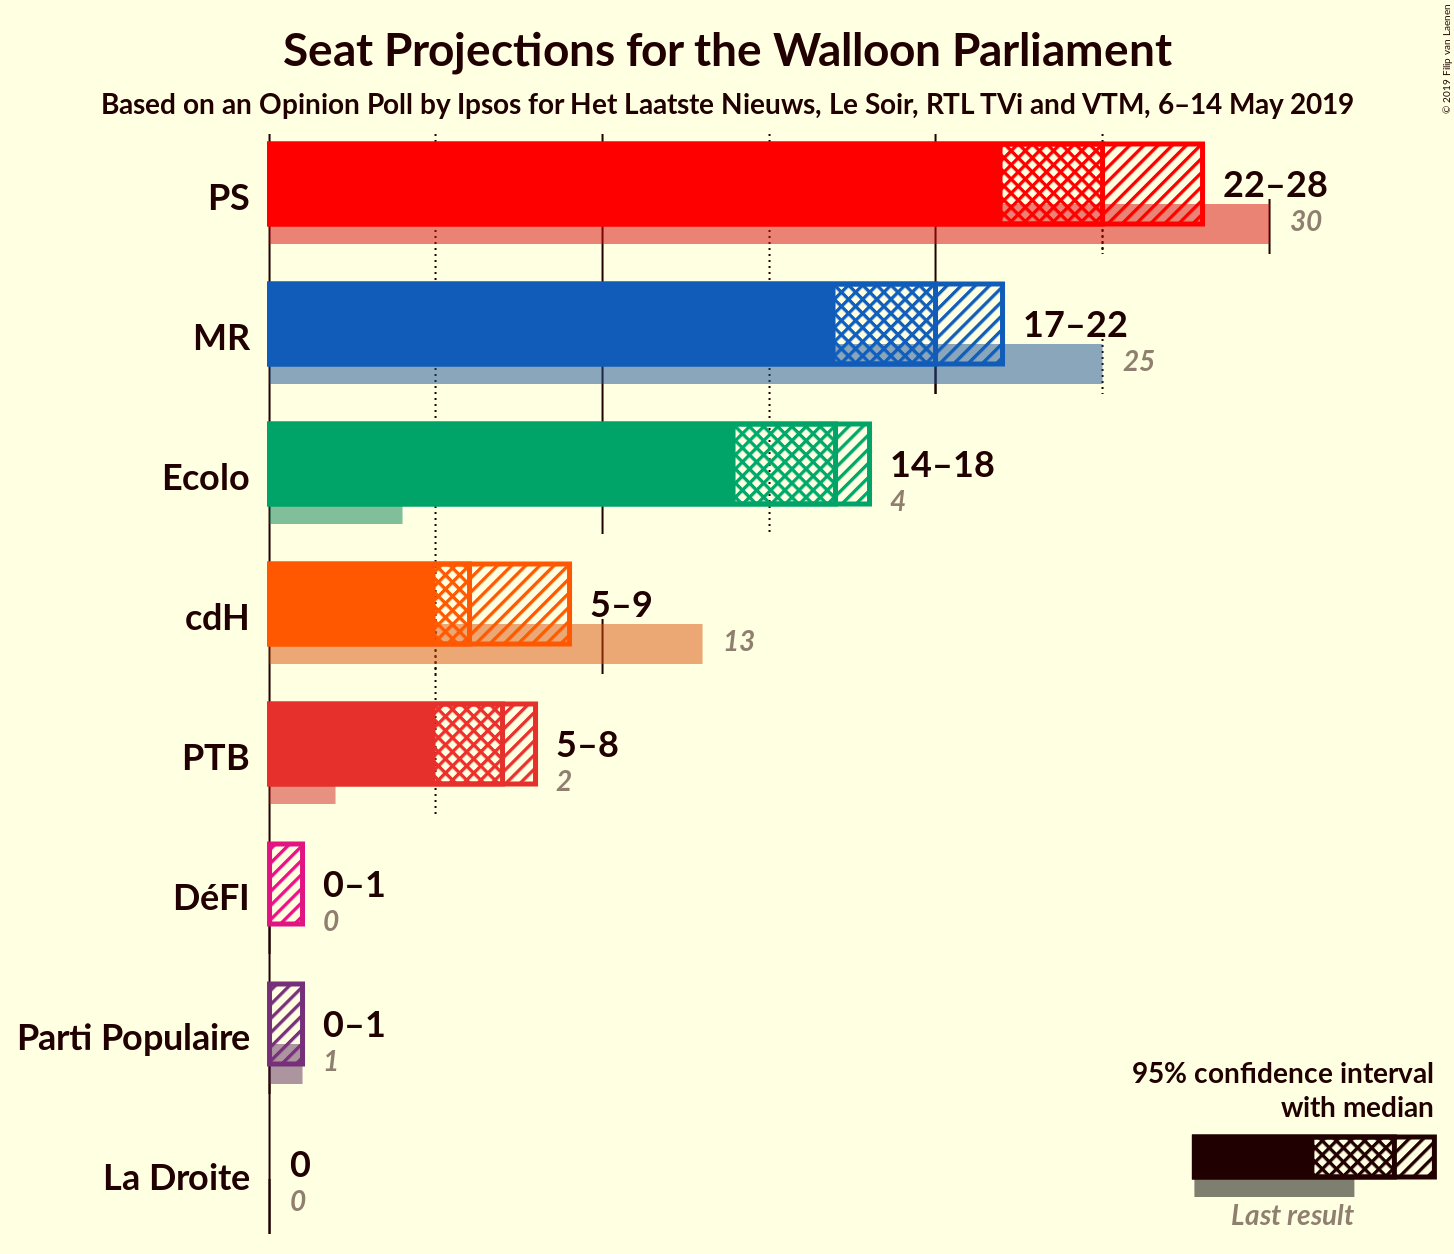 Seat Projections for the Walloon Parliament
Based on an Opinion Poll by Ipsos for Het Laatste Nieuws, Le Soir, RTL TVi and VTM, 6–14 May 2019
© 2019 Filip van Laenen
PS
22–28
30
MR
17–22
25
Ecolo
14–18
4
cdH
5–9
13
PTB
5–8
2
DéFI
0–1
0
Parti Populaire
0–1
1
La Droite
0
0
95% confidence interval
with median
Last result